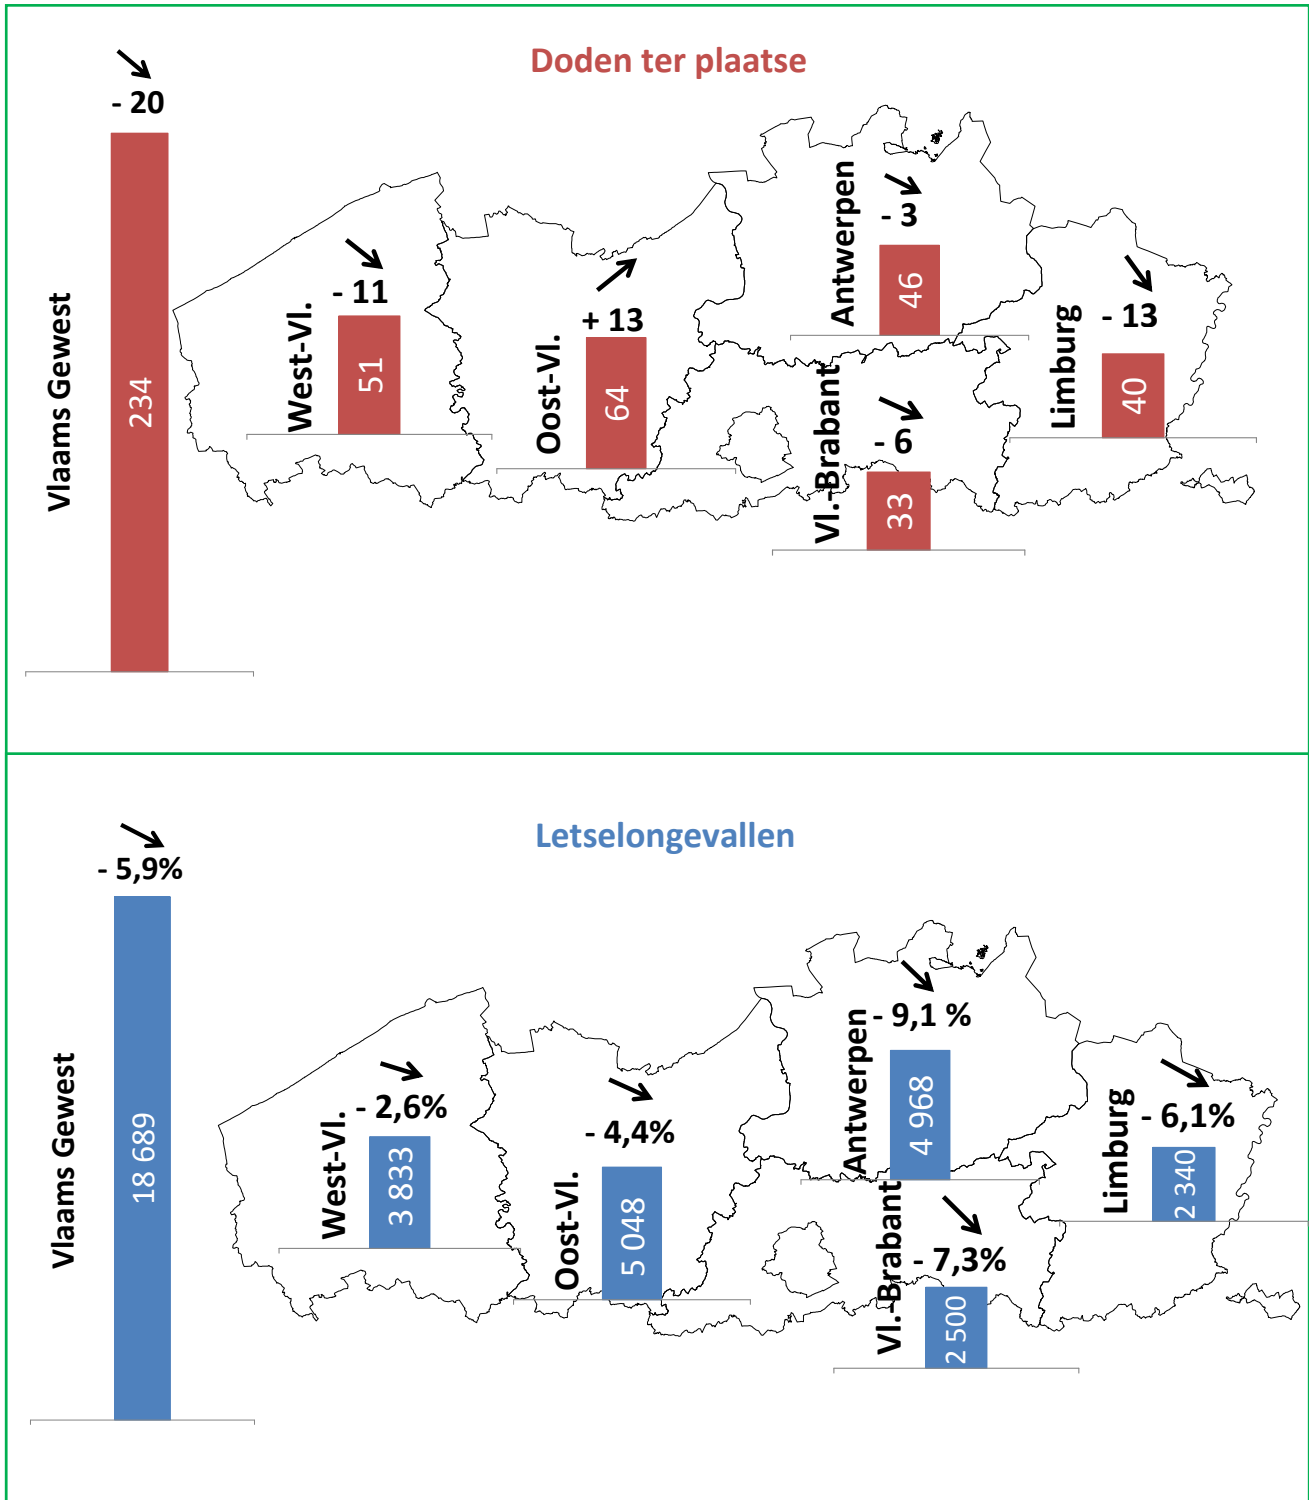 Doden ter plaatse
- 20
Vlaams Gewest
234
West-Vl.
- 11
51
Oost-Vl.
+ 13
64
Antwerpen
- 3
46
Vl.-Brabant
- 6
33
Limburg
- 13
40
Letselongevallen
- 5,9%
Vlaams Gewest
18 689
West-Vl.
- 2,6%
3 833
Oost-Vl.
- 4,4%
5 048
Antwerpen
- 9,1 %
4 968
Vl.-Brabant
- 7,3%
2 500
Limburg
- 6,1%
2 340